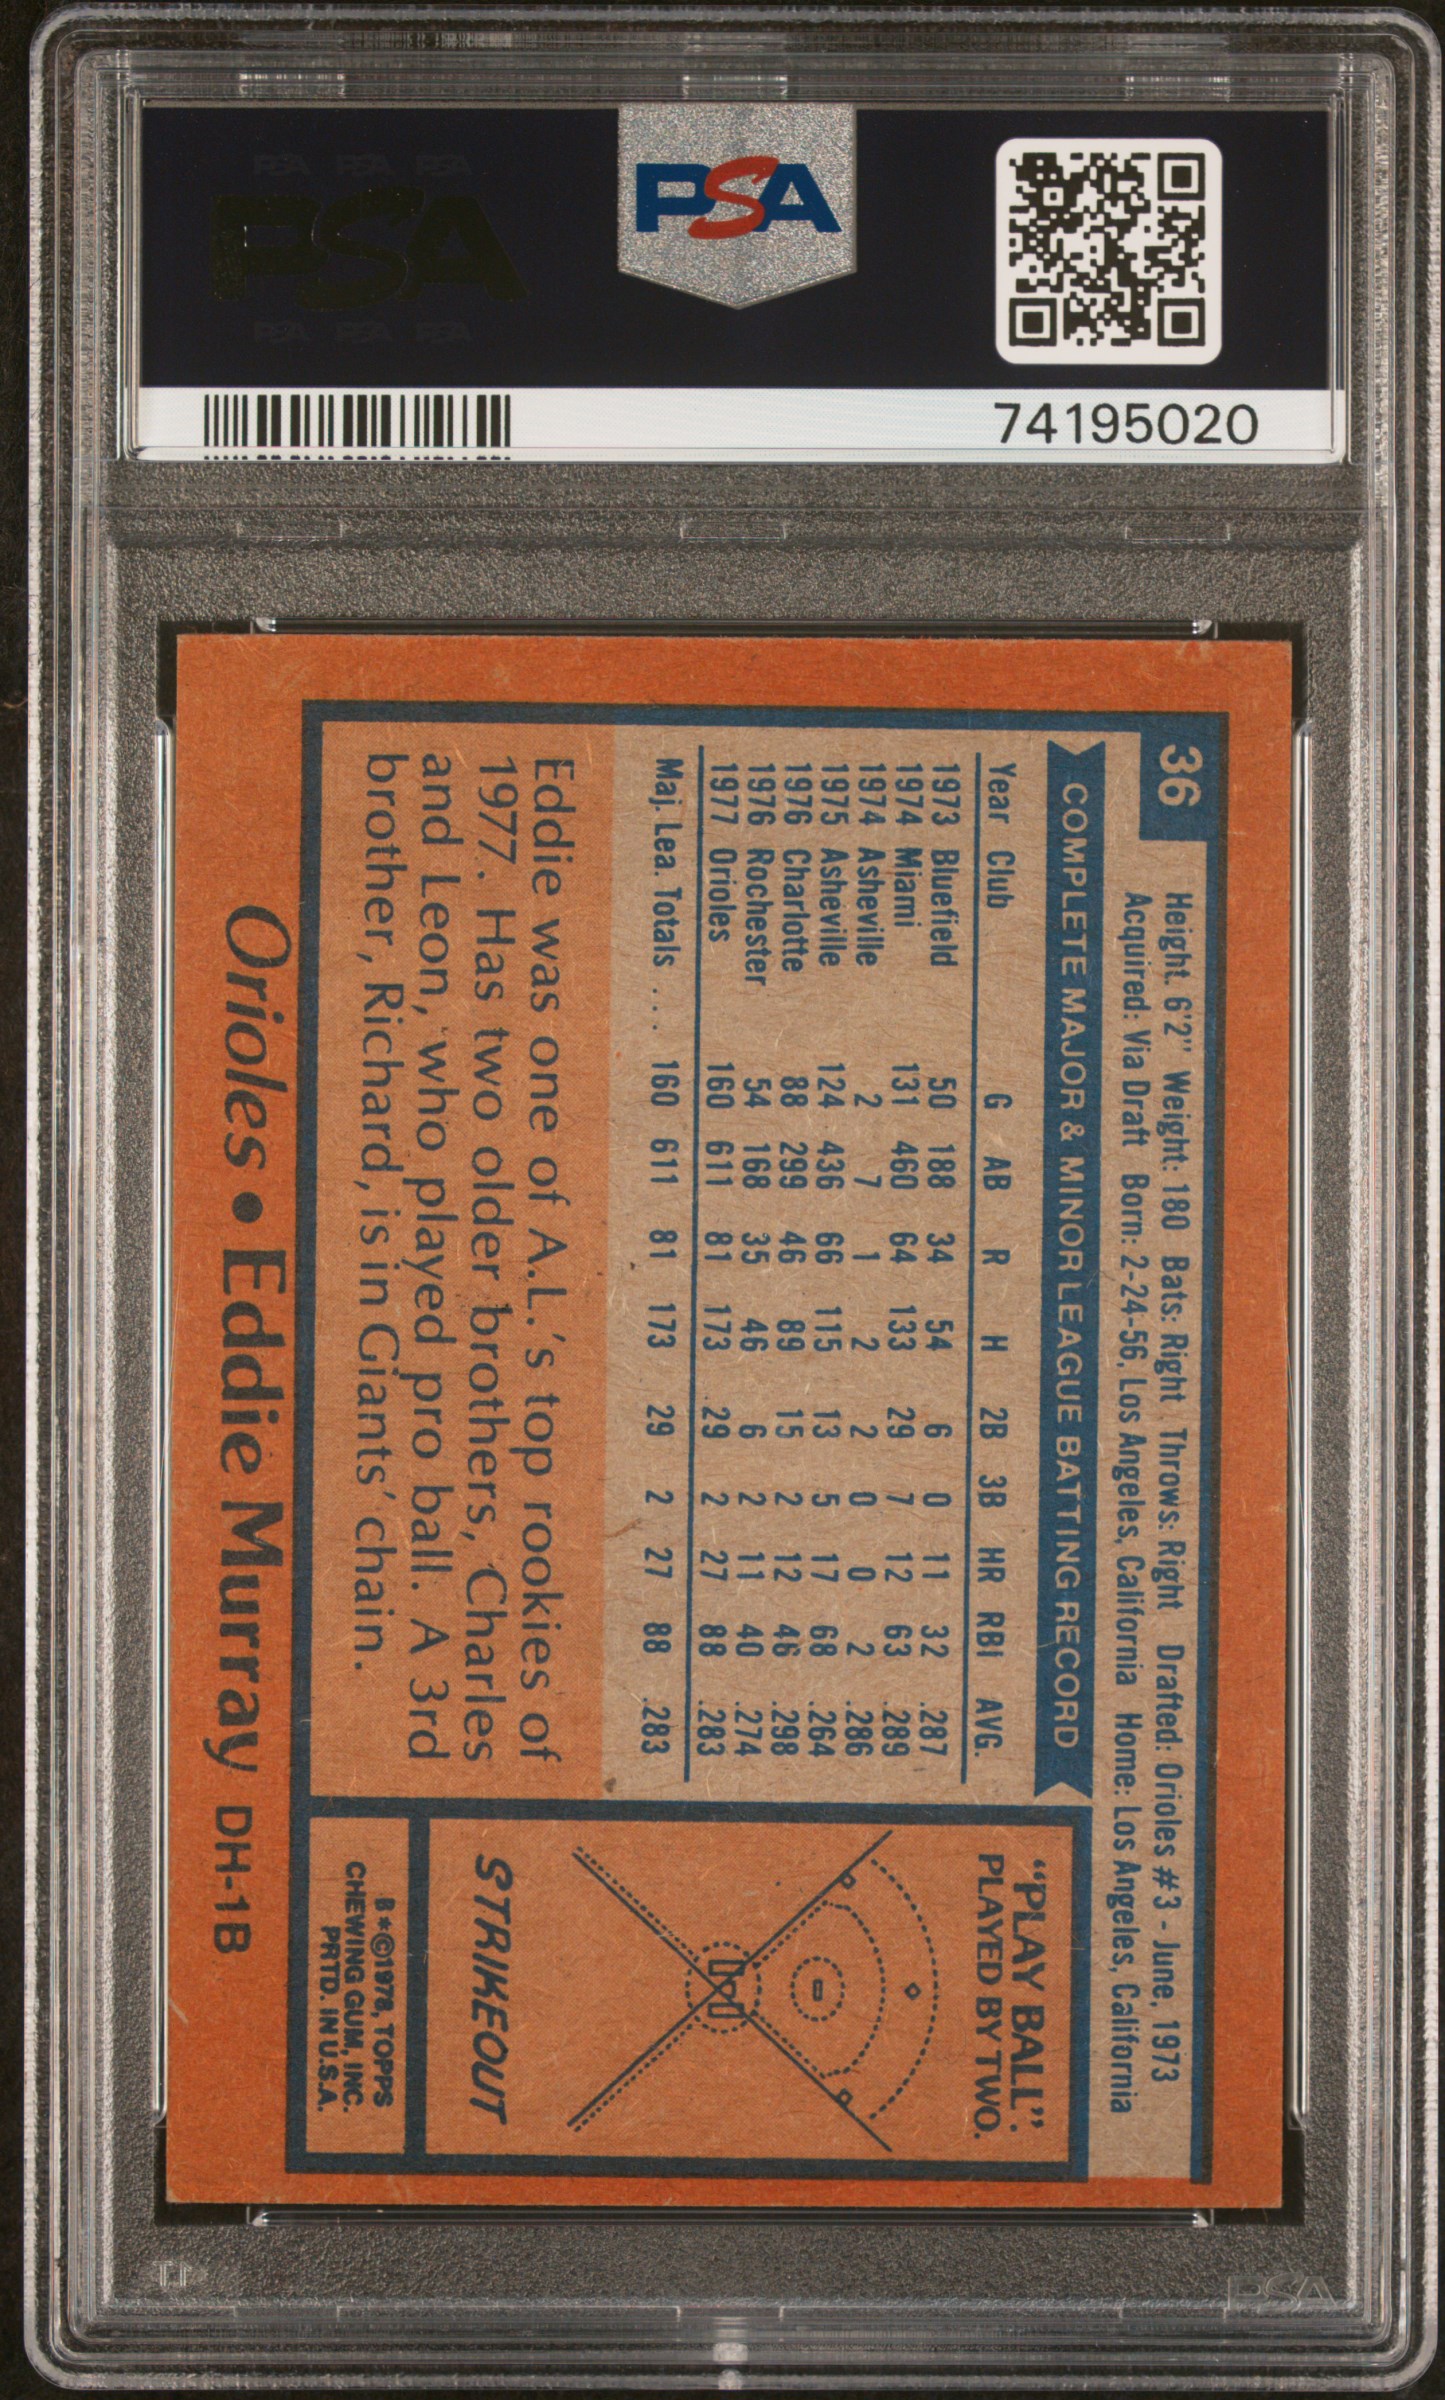 PSA PSA PSA
PSA
PSA PSA PSA
PSA
74195020
36
Height. 6'2" Weight: 180 Bats: Right Throws: Right Drafted: Orioles #3 - June, 1973
Acquired: Via Draft Born: 2-24-56, Los Angeles, California Home: Los Angeles, California
COMPLETE MAJOR & MINOR LEAGUE BATTING RECORD
Year Club G AB R H 2B 3B HR RBI AVG.
1973 Bluefield 50 188 34 54 6 0 11 32 .287
1974 Miami 131 460 64 133 29 7 12 63 .289
1974 Asheville 2 7 1 2 2 0 0 2 .286
1975 Asheville 124 436 66 115 13 5 17 68 .264
1976 Charlotte 88 299 46 89 15 2 12 46 .298
1976 Rochester 54 168 35 46 6 2 11 40 .274
1977 Orioles 160 611 81 173 29 2 27 88 .283
Maj. Lea. Totals .... 160 611 81 173 29 2 27 88 .283
Eddie was one of A.L.'s top rookies of
1977. Has two older brothers, Charles
and Leon, who played pro ball. A 3rd
brother, Richard, is in Giants' chain.
"PLAY BALL":
PLAYED BY TWO.
STRIKEOUT
B*©1978, TOPPS
CHEWING GUM, INC.
PRTD. IN U.S.A.
Orioles • Eddie Murray DH-1B
PSA